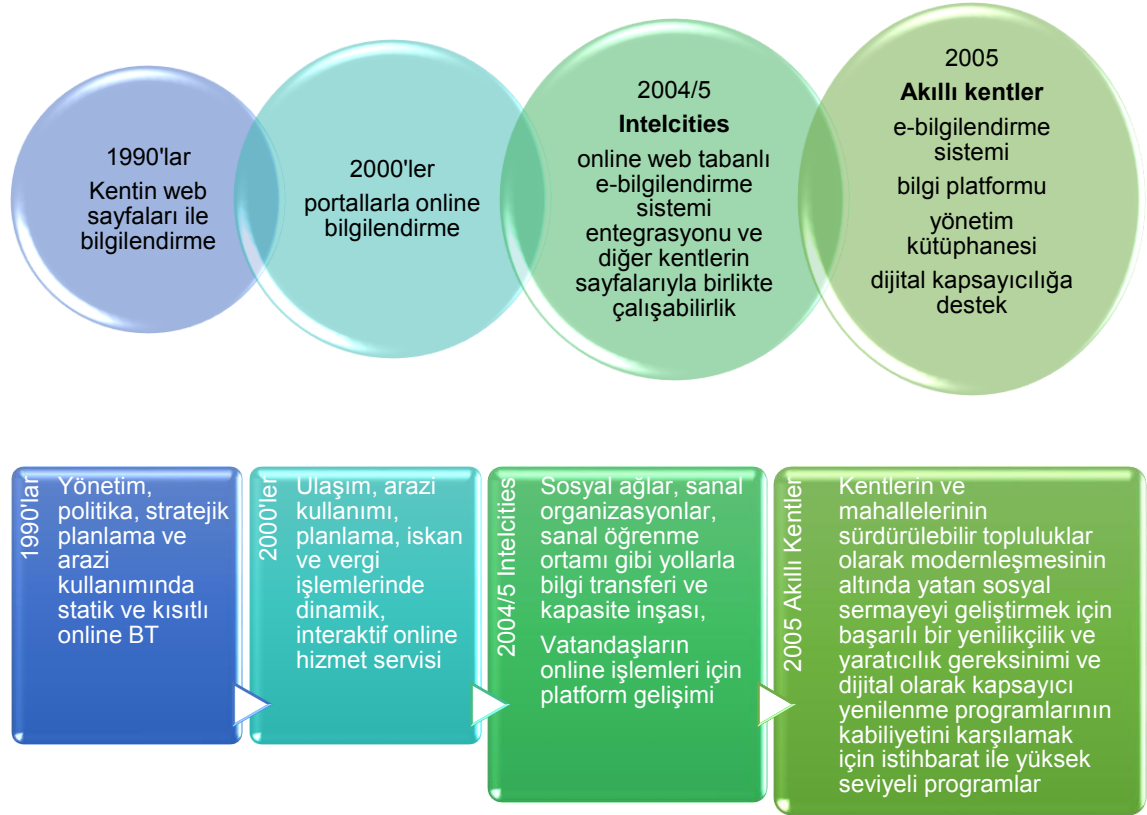 1990'lar
Kentin web
sayfaları ile
bilgilendirme
2000'ler
portallarla online
bilgilendirme
2004/5
Intelcities
online web tabanlı
e-bilgilendirme
sistemi
entegrasyonu ve
diğer kentlerin
sayfalarıyla birlikte
çalışabilirlik
2005
Akıllı kentler
e-bilgilendirme
sistemi
bilgi platformu
yönetim
kütüphanesi
dijital kapsayıcılığa
destek
1990'lar
Yönetim,
politika, stratejik
planlama ve
arazi
kullanımında
statik ve kısıtlı
online BT
2000'ler
Ulaşım, arazi
kullanımı,
planlama, iskan
ve vergi
işlemlerinde
dinamik,
interaktif online
hizmet servisi
2004/5 Intelcities
Sosyal ağlar, sanal
organizasyonlar,
sanal öğrenme
ortamı gibi yollarla
bilgi transferi ve
kapasite inşası,
Vatandaşların
online işlemleri için
platform gelişimi
2005 Akıllı Kentler
Kentlerin ve
mahallelerinin
sürdürülebilir topluluklar
olarak modernleşmesinin
altında yatan sosyal
sermayeyi geliştirmek için
başarılı bir yenilikçilik ve
yaratıcılık gereksinimi ve
dijital olarak kapsayıcı
yenilenme programlarının
kabiliyetini karşılamak
için istihbarat ile yüksek
seviyeli programlar